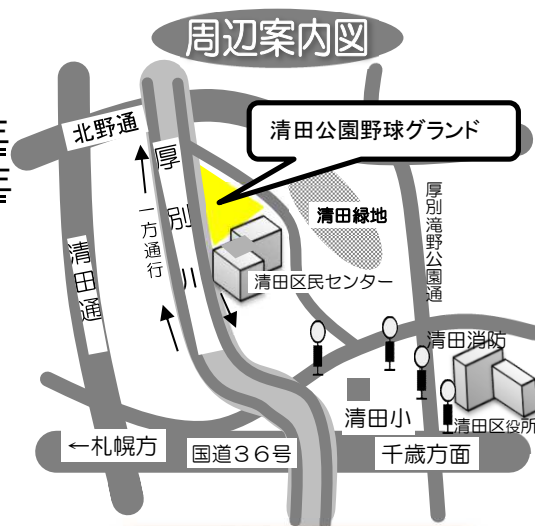 周辺案内図
北野通
清田公園野球グランド
厚別川
一方通行
清田緑地
厚別滝野公園通
清田通
清田区民センター
清田消防
清田小
清田区役所
←札幌方
国道36号
千歳方面